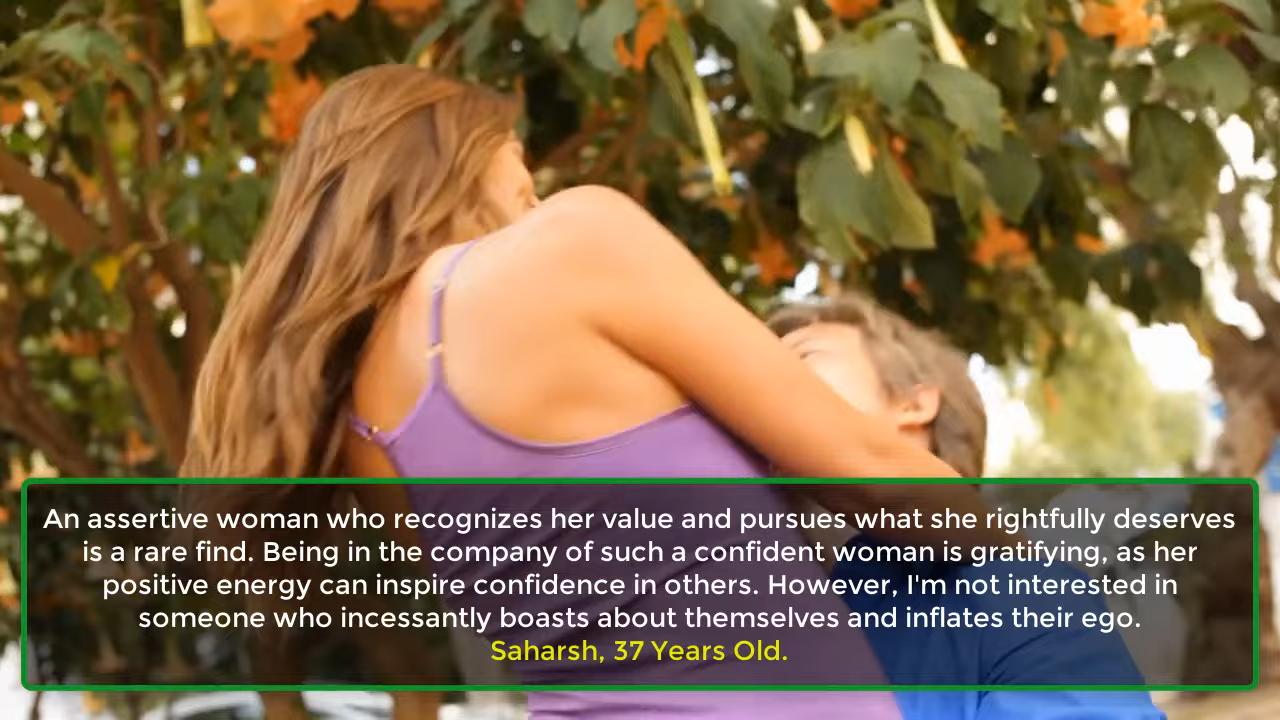 An assertive woman who recognizes her value and pursues what she rightfully deserves
is a rare find. Being in the company of such a confident woman is gratifying, as her
positive energy can inspire confidence in others. However, I'm not interested in
someone who incessantly boasts about themselves and inflates their ego.
Saharsh, 37 Years Old.